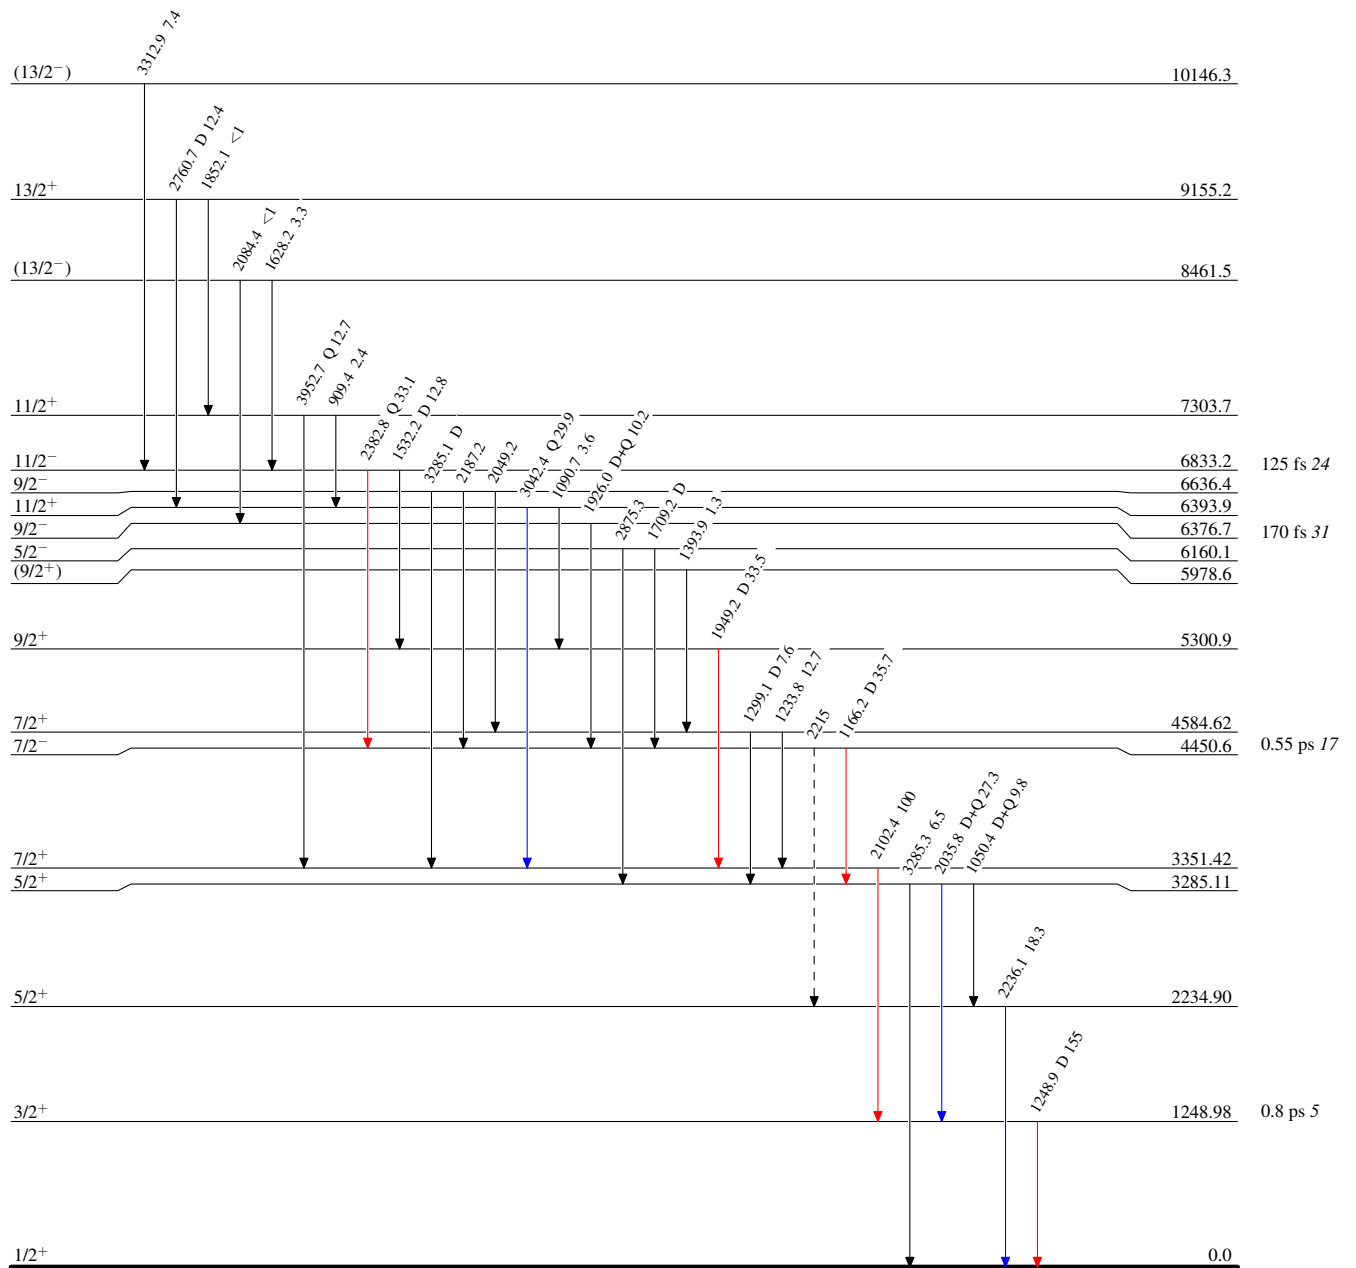 3312.9 7.4
(13/2⁻) 10146.3
2760.7 D 12.4
1852.1 <1
13/2⁺ 9155.2
2084.4 <1
1628.2 3.3
(13/2⁻) 8461.5
3952.7 Q 12.7
909.4 2.4
11/2⁺ 7303.7
2382.8 Q 33.1
1532.2 D 12.8
3285.1 D
2187.2
2049.2
3042.4 Q 29.9
1090.7 3.6
1926.0 D+Q 10.2
11/2⁻ 6833.2 125 fs 24
9/2⁻ 6636.4
11/2⁺ 6393.9
9/2⁻ 6376.7 170 fs 31
2875.3
1709.2 D
1393.9 1.3
5/2⁻ 6160.1
(9/2⁺) 5978.6
1949.2 D 33.5
9/2⁺ 5300.9
1299.1 D 7.6
1233.8 12.7
2215
1166.2 D 35.7
7/2⁺ 4584.62
7/2⁻ 4450.6 0.55 ps 17
2102.4 100
3285.3 6.5
2035.8 D+Q 27.3
1050.4 D+Q 9.8
7/2⁺ 3351.42
5/2⁺ 3285.11
2236.1 18.3
5/2⁺ 2234.90
1248.9 D 155
3/2⁺ 1248.98 0.8 ps 5
1/2⁺ 0.0